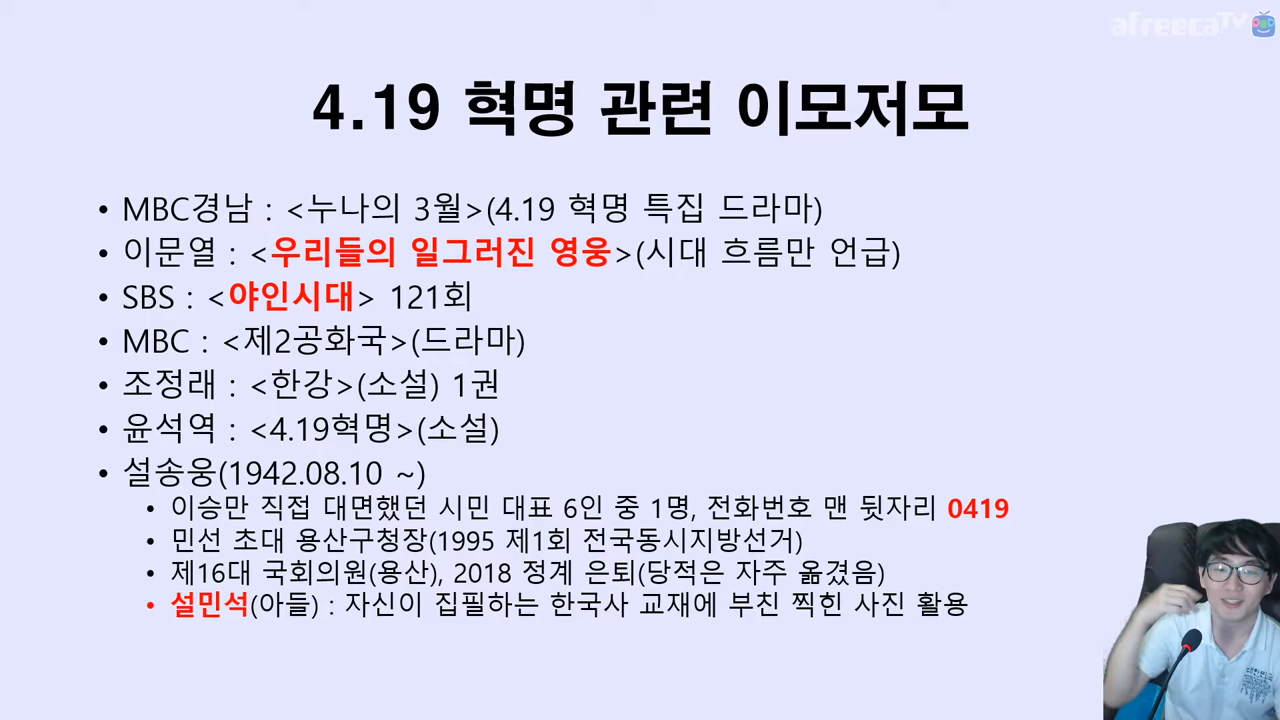 afreecaTV
4.19 혁명 관련 이모저모
• MBC경남 : <누나의 3월>(4.19 혁명 특집 드라마)
• 이문열 : <우리들의 일그러진 영웅>(시대 흐름만 언급)
• SBS : <야인시대> 121회
• MBC : <제2공화국>(드라마)
• 조정래 : <한강>(소설) 1권
• 윤석역 : <4.19혁명>(소설)
• 설송웅(1942.08.10 ~)
• 이승만 직접 대면했던 시민 대표 6인 중 1명, 전화번호 맨 뒷자리 0419
• 민선 초대 용산구청장(1995 제1회 전국동시지방선거)
• 제16대 국회의원(용산), 2018 정계 은퇴(당적은 자주 옮겼음)
• 설민석(아들) : 자신이 집필하는 한국사 교재에 부친 찍힌 사진 활용